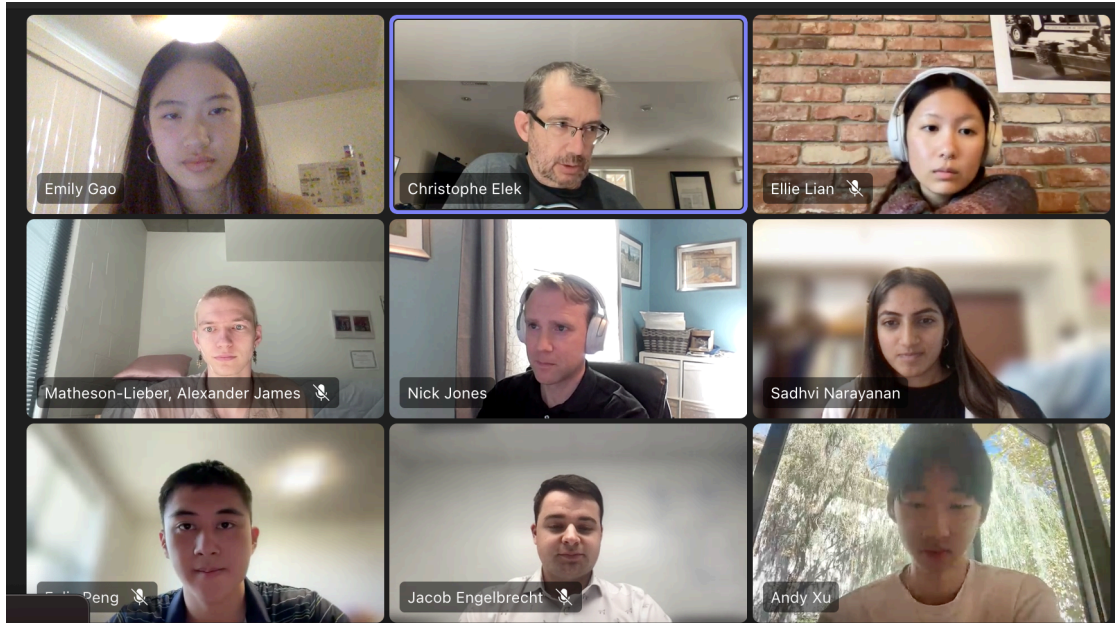 Emily Gao
Christophe Elek
Ellie Lian
Matheson-Lieber, Alexander James
Nick Jones
Sadhvi Narayanan
Peng
Jacob Engelbrecht
Andy Xu